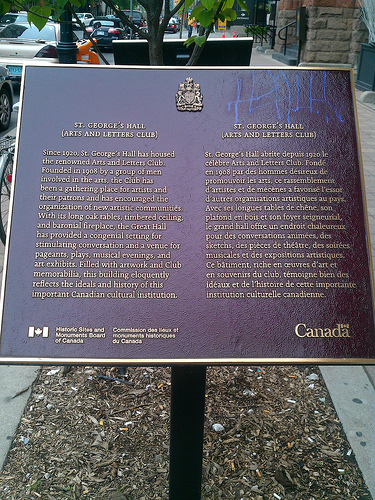 ST. GEORGE'S HALL
(ARTS AND LETTERS CLUB)
Since 1920, St. George's Hall has housed
the renowned Arts and Letters Club.
Founded in 1908 by a group of men
involved in the arts, the Club has
been a gathering place for artists and
their patrons and has encouraged the
organization of new artistic communities.
With its long oak tables, timbered ceiling,
and baronial fireplace, the Great Hall
has provided a congenial setting for
stimulating conversation and a venue for
pageants, plays, musical evenings, and
art exhibits. Filled with artwork and Club
memorabilia, this building eloquently
reflects the ideals and history of this
important Canadian cultural institution.
ST. GEORGE'S HALL
(ARTS AND LETTERS CLUB)
St. George's Hall abrite depuis 1920 le
célèbre Arts and Letters Club. Fondé
en 1908 par des hommes désireux de
promouvoir les arts, ce rassemblement
d'artistes et de mécènes a favorisé l'essor
d'autres organisations artistiques au pays.
Avec ses longues tables de chêne, son
plafond en bois et son foyer seigneurial,
le grand hall offre un endroit chaleureux
pour des conversations animées, des
sketchs, des pièces de théâtre, des soirées
musicales et des expositions artistiques.
Ce bâtiment, riche en œuvres d'art et
en souvenirs du club, témoigne bien des
idéaux et de l'histoire de cette importante
institution culturelle canadienne.
Historic Sites and
Monuments Board
of Canada
Commission des lieux et
monuments historiques
du Canada
Canada